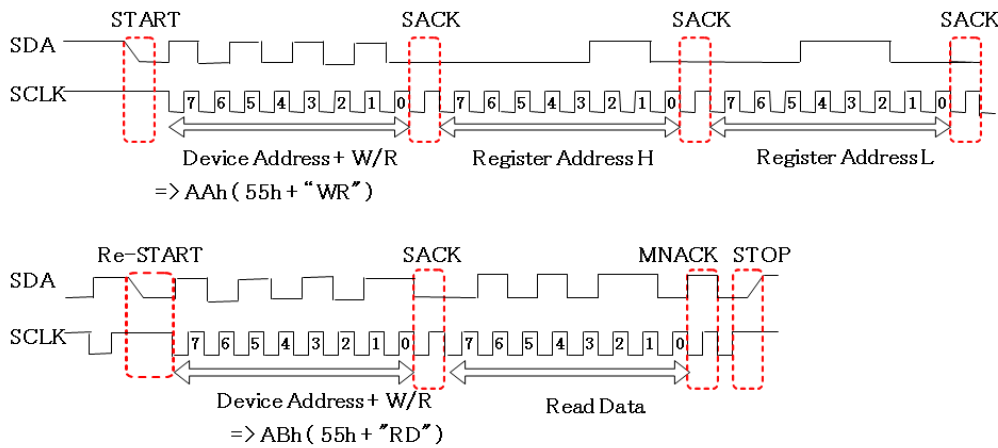 START SACK SACK SACK
SDA
SCLK 7 6 5 4 3 2 1 0 7 6 5 4 3 2 1 0 7 6 5 4 3 2 1 0
Device Address + W/R Register Address H Register Address L
=> AAh ( 55h + “WR” )
Re-START SACK MNACK STOP
SDA
SCLK 7 6 5 4 3 2 1 0 7 6 5 4 3 2 1 0
Device Address + W/R Read Data
=> ABh ( 55h + "RD" )